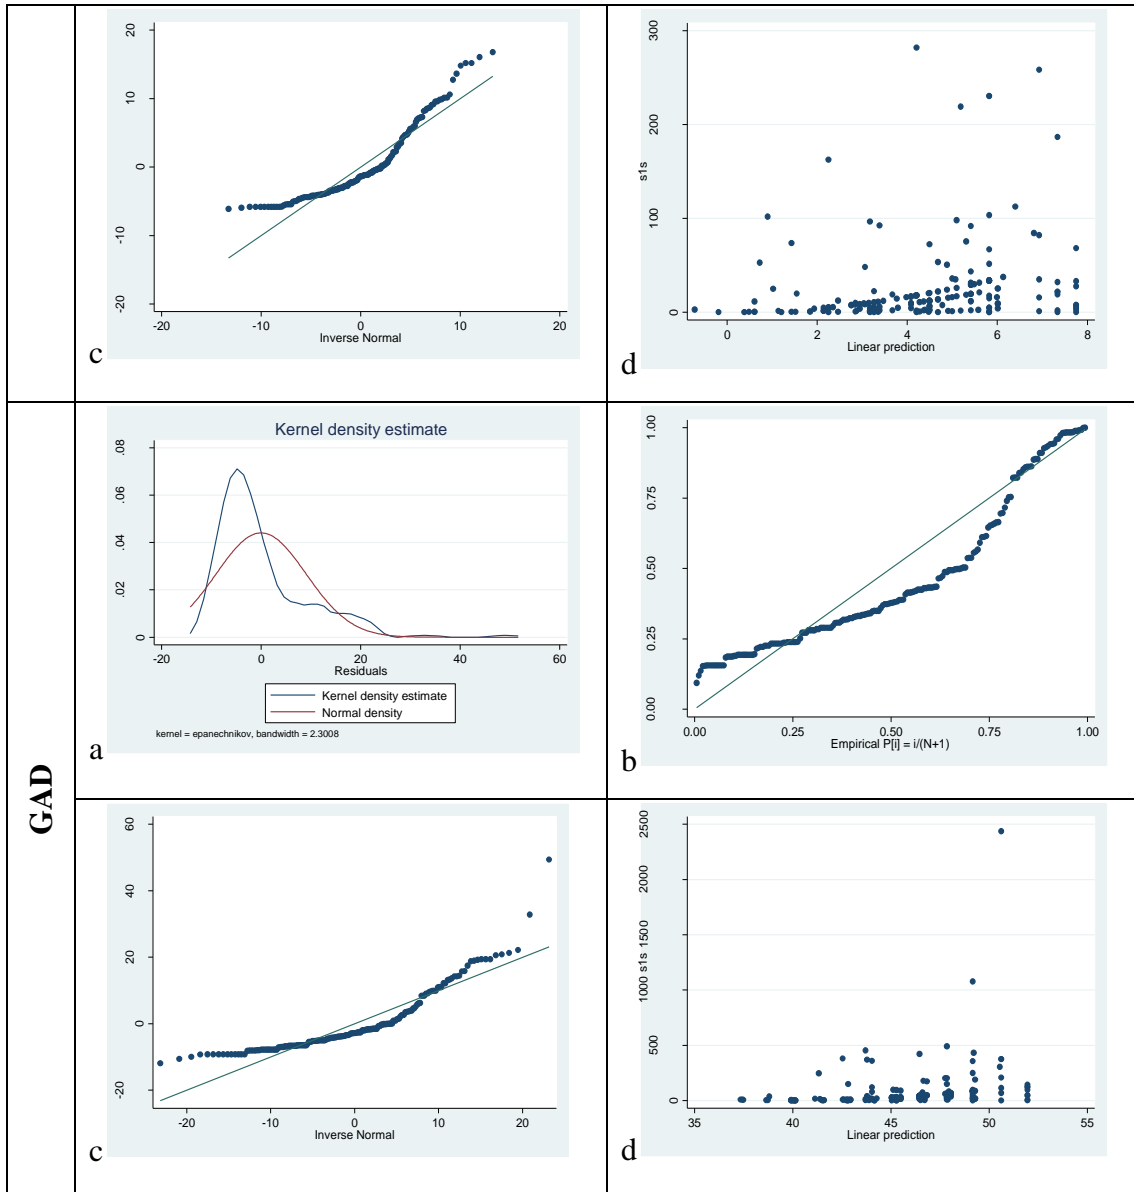 20
10
0
-10
-20
-20 -10 0 10 20
Inverse Normal
c
300
200
s1s
100
0
0 2 4 6 8
Linear prediction
d
GAD
Kernel density estimate
.08
.06
.04
.02
0
-20 0 20 40 60
Residuals
Kernel density estimate
Normal density
kernel = epanechnikov, bandwidth = 2.3008
a
1.00
0.75
0.50
0.25
0.00
0.00 0.25 0.50 0.75 1.00
Empirical P[i] = i/(N+1)
b
60
40
20
0
-20
-20 -10 0 10 20
Inverse Normal
c
2500
2000
1500
s1s
1000
500
0
35 40 45 50 55
Linear prediction
d